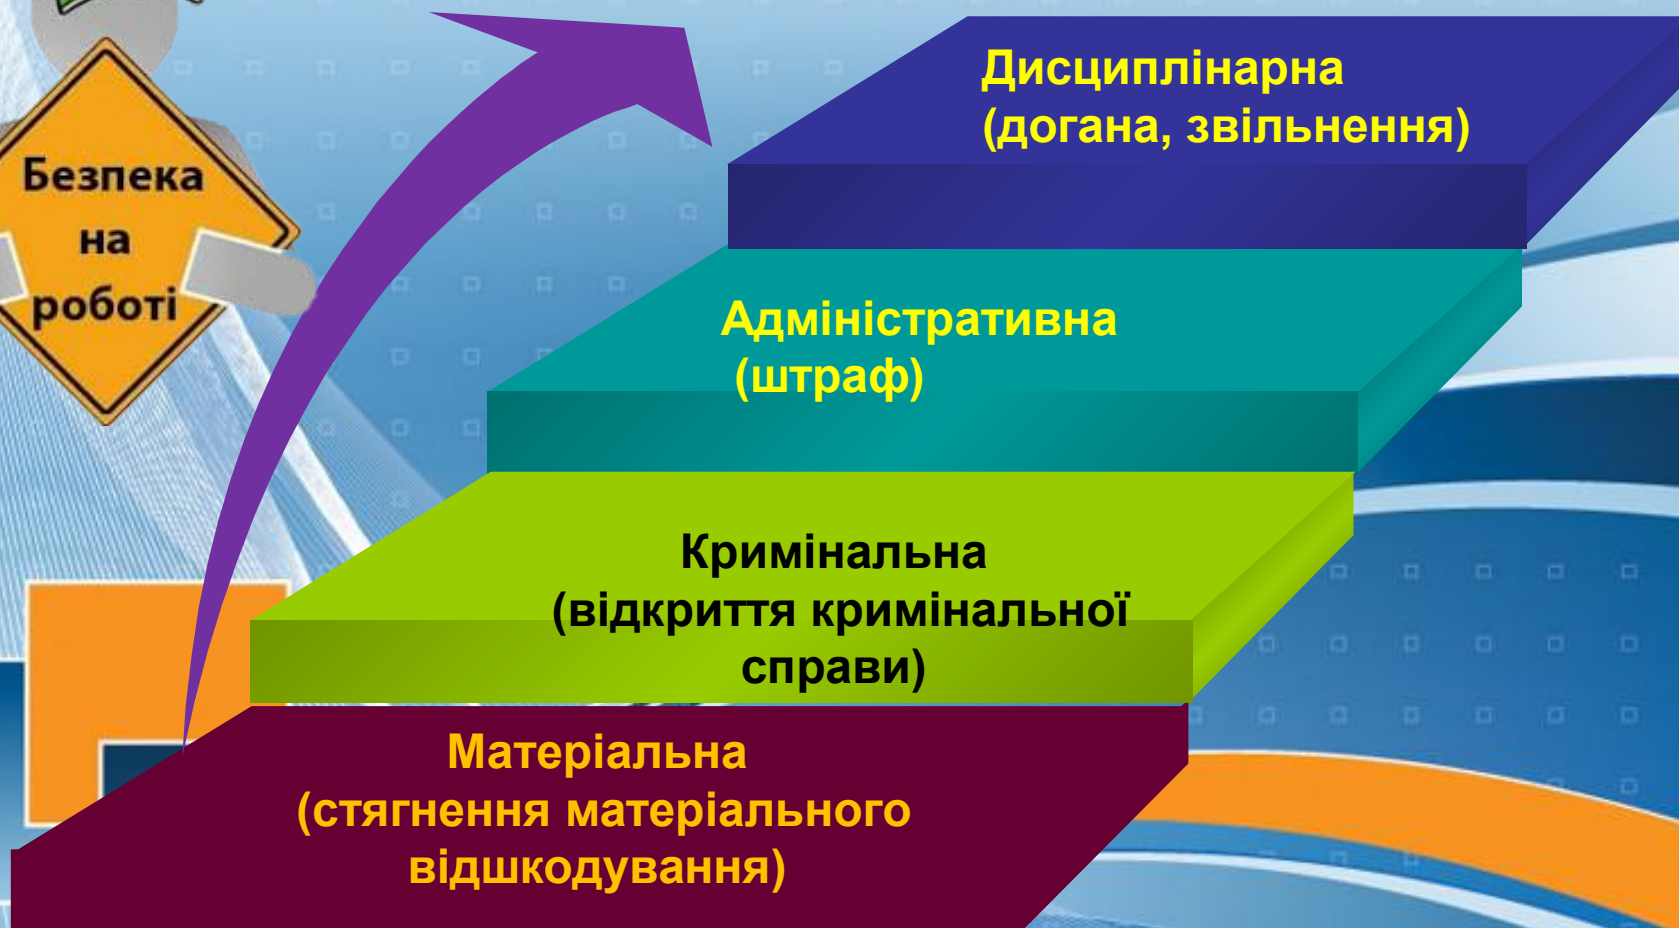 Безпека
на
роботі
Дисциплінарна
(догана, звільнення)
Адміністративна
(штраф)
Кримінальна
(відкриття кримінальної
справи)
Матеріальна
(стягнення матеріального
відшкодування)